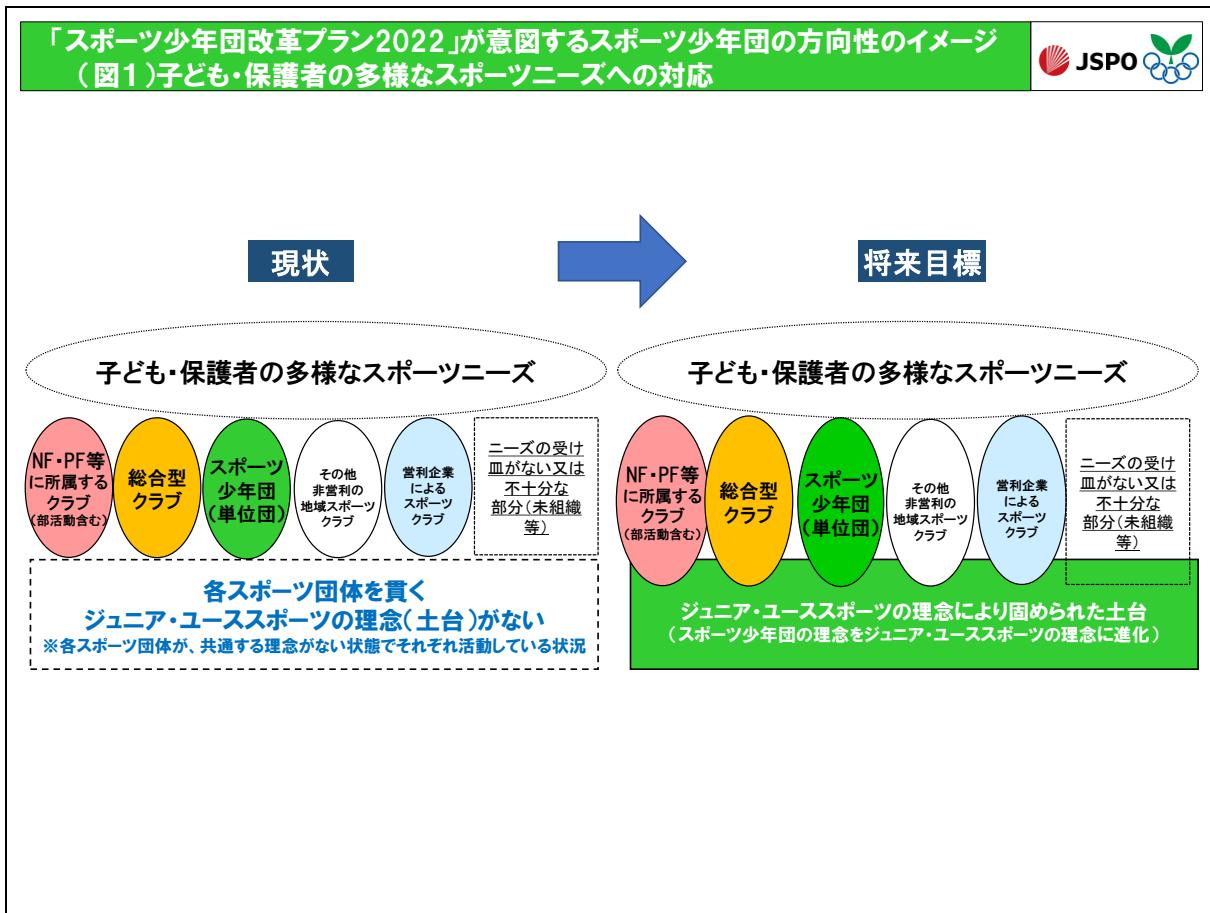 「スポーツ少年団改革プラン2022」が意図するスポーツ少年団の方向性のイメージ
(図1)子ども・保護者の多様なスポーツニーズへの対応
JSPO
現状
将来目標
子ども・保護者の多様なスポーツニーズ
NF・PF等
に所属する
クラブ
(部活動含む)
総合型
クラブ
スポーツ
少年団
(単位団)
その他
非営利の
地域スポーツ
クラブ
営利企業
による
スポーツ
クラブ
ニーズの受け
皿がない又は
不十分な
部分(未組織
等)
各スポーツ団体を貫く
ジュニア・ユーススポーツの理念(土台)がない
※各スポーツ団体が、共通する理念がない状態でそれぞれ活動している状況
子ども・保護者の多様なスポーツニーズ
NF・PF等
に所属する
クラブ
(部活動含む)
総合型
クラブ
スポーツ
少年団
(単位団)
その他
非営利の
地域スポーツ
クラブ
営利企業
による
スポーツ
クラブ
ニーズの受け
皿がない又は
不十分な
部分(未組織
等)
ジュニア・ユーススポーツの理念により固められた土台
(スポーツ少年団の理念をジュニア・ユーススポーツの理念に進化)